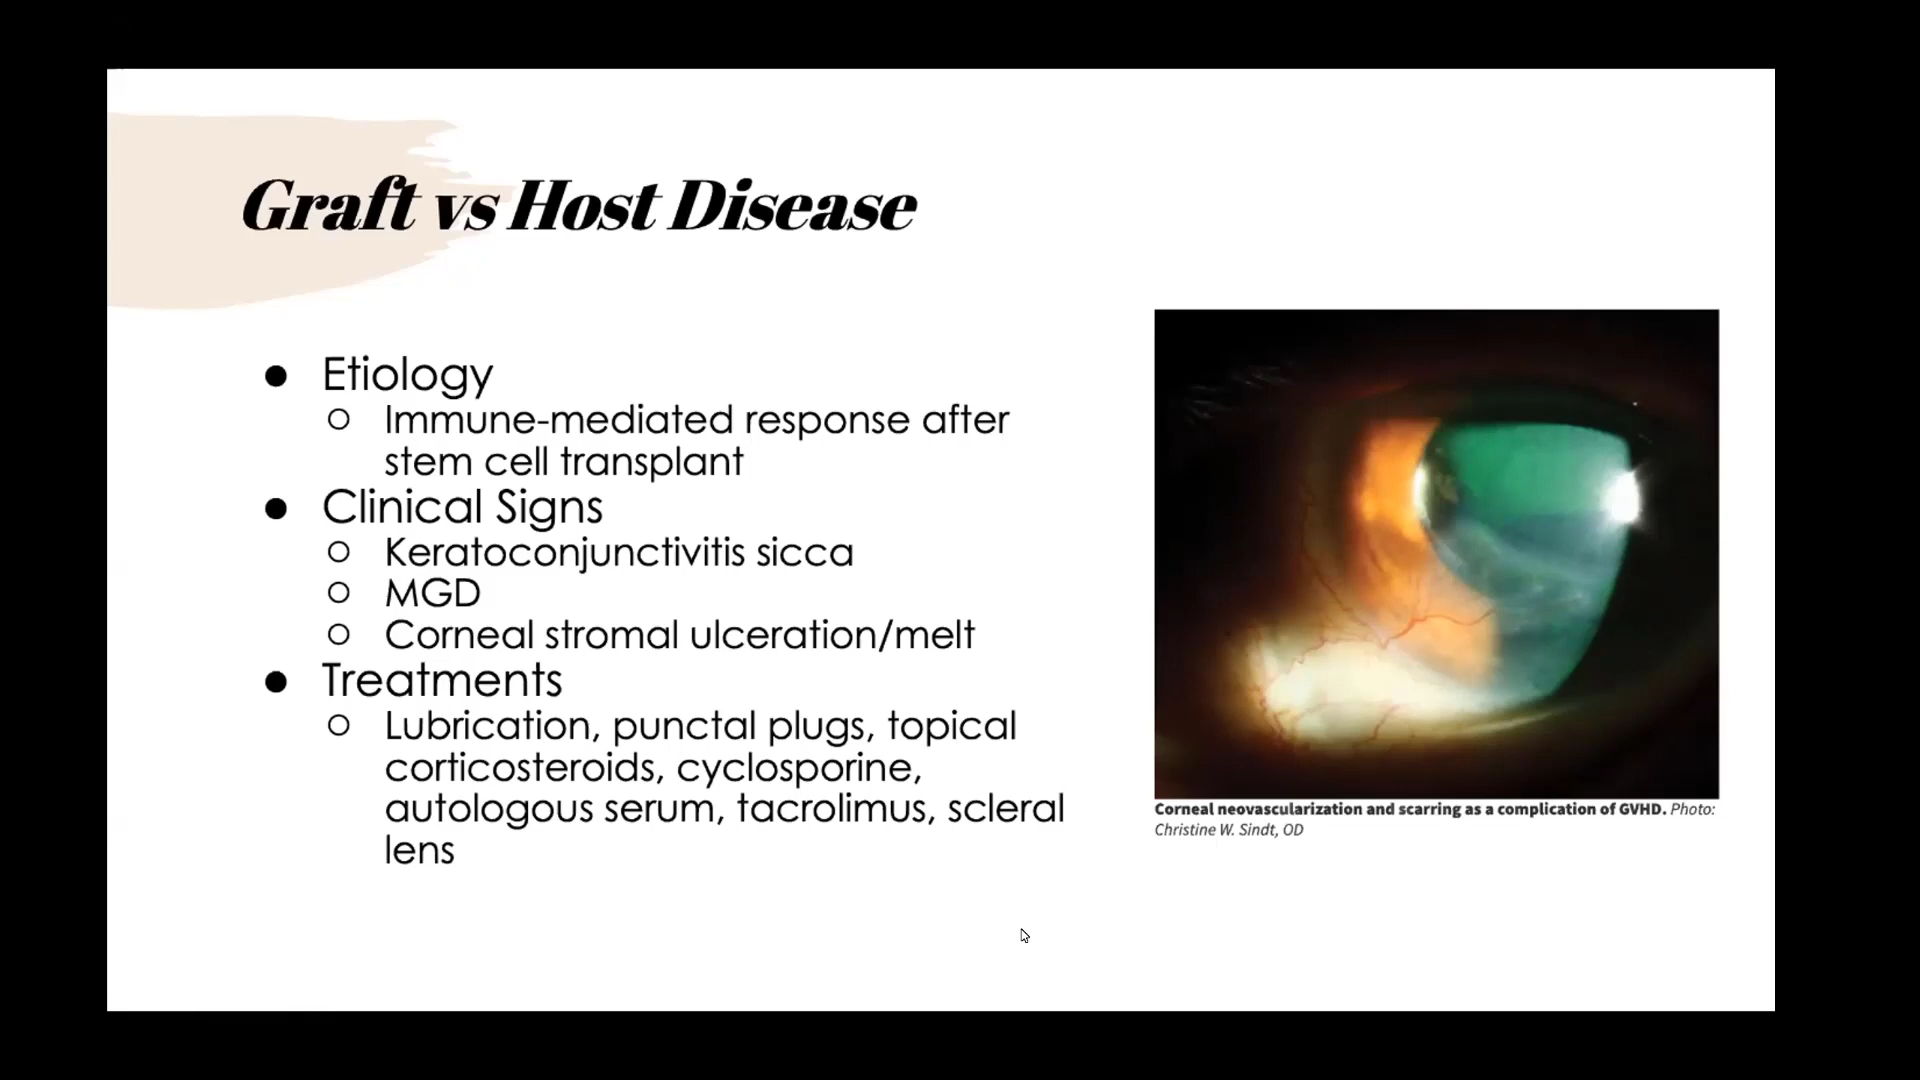 Graft vs Host Disease
● Etiology
○ Immune-mediated response after
stem cell transplant
● Clinical Signs
○ Keratoconjunctivitis sicca
○ MGD
○ Corneal stromal ulceration/melt
● Treatments
○ Lubrication, punctal plugs, topical
corticosteroids, cyclosporine,
autologous serum, tacrolimus, scleral
lens
Corneal neovascularization and scarring as a complication of GVHD. Photo:
Christine W. Sindt, OD